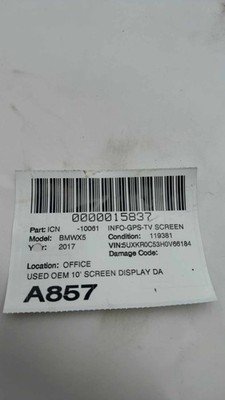 0000015837
Part: ICN -10061 INFO-GPS-TV SCREEN
Model: BMWX5 Condition: 119381
Year: 2017 VIN:5UXKR0C53H0V66184
Damage Code:
Location: OFFICE
USED OEM 10' SCREEN DISPLAY DA
A857